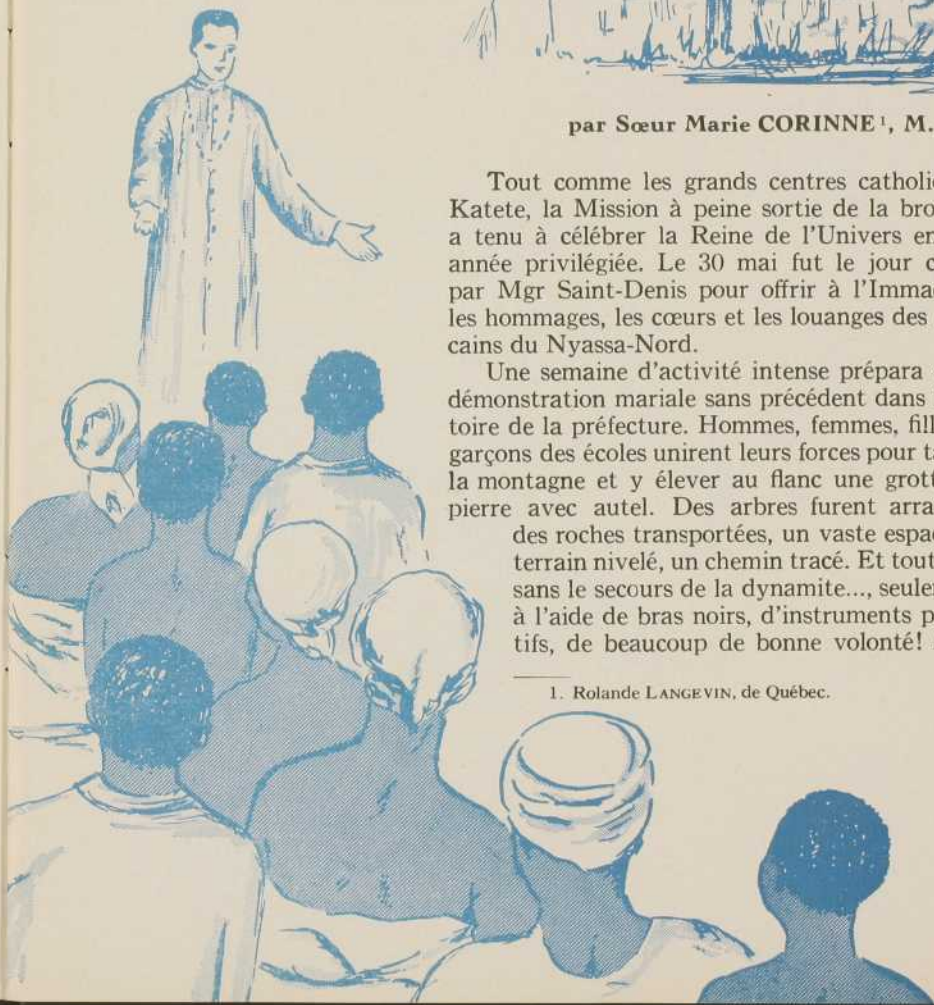 par Sœur Marie CORINNE ¹, M.
Tout comme les grands centres catholi
Katete, la Mission à peine sortie de la bro
a tenu à célébrer la Reine de l'Univers en
année privilégiée. Le 30 mai fut le jour c
par Mgr Saint-Denis pour offrir à l'Imma
les hommages, les cœurs et les louanges des
cains du Nyassa-Nord.
Une semaine d'activité intense prépara
démonstration mariale sans précédent dans
toire de la préfecture. Hommes, femmes, fill
garçons des écoles unirent leurs forces pour ta
la montagne et y élever au flanc une grott
pierre avec autel. Des arbres furent arra
des roches transportées, un vaste espa
terrain nivelé, un chemin tracé. Et tout
sans le secours de la dynamite..., seule
à l'aide de bras noirs, d'instruments p
tifs, de beaucoup de bonne volonté!
1. Rolande LANGEVIN, de Québec.